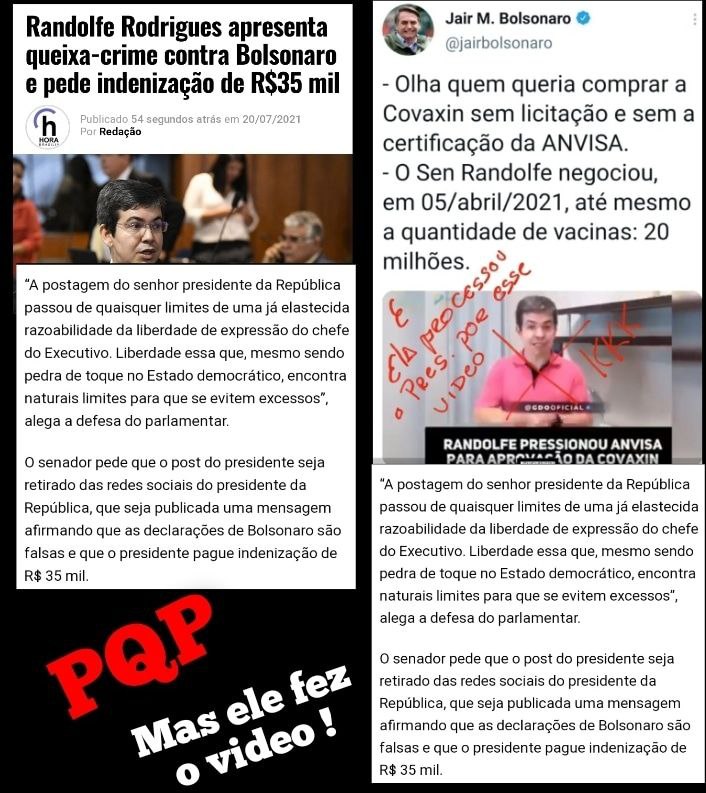 Randolfe Rodrigues apresenta
queixa-crime contra Bolsonaro
e pede indenização de R$35 mil
h
HORA
BRASÍLIA
Publicado 54 segundos atrás em 20/07/2021
Por Redação
“A postagem do senhor presidente da República
passou de quaisquer limites de uma já elastecida
razoabilidade da liberdade de expressão do chefe
do Executivo. Liberdade essa que, mesmo sendo
pedra de toque no Estado democrático, encontra
naturais limites para que se evitem excessos”,
alega a defesa do parlamentar.
O senador pede que o post do presidente seja
retirado das redes sociais do presidente da
República, que seja publicada uma mensagem
afirmando que as declarações de Bolsonaro são
falsas e que o presidente pague indenização de
R$ 35 mil.
PQP
Mas ele fez
o video !
Jair M. Bolsonaro
@jairbolsonaro
- Olha quem queria comprar a
Covaxin sem licitação e sem a
certificação da ANVISA.
- O Sen Randolfe negociou,
em 05/abril/2021, até mesmo
a quantidade de vacinas: 20
milhões.
E
Ela processou
o Pres. por esse
video
KKK
@GDOOFICIAL
RANDOLFE PRESSIONOU ANVISA
PARA APROVAÇÃO DA COVAXIN
“A postagem do senhor presidente da República
passou de quaisquer limites de uma já elastecida
razoabilidade da liberdade de expressão do chefe
do Executivo. Liberdade essa que, mesmo sendo
pedra de toque no Estado democrático, encontra
naturais limites para que se evitem excessos”,
alega a defesa do parlamentar.
O senador pede que o post do presidente seja
retirado das redes sociais do presidente da
República, que seja publicada uma mensagem
afirmando que as declarações de Bolsonaro são
falsas e que o presidente pague indenização de
R$ 35 mil.